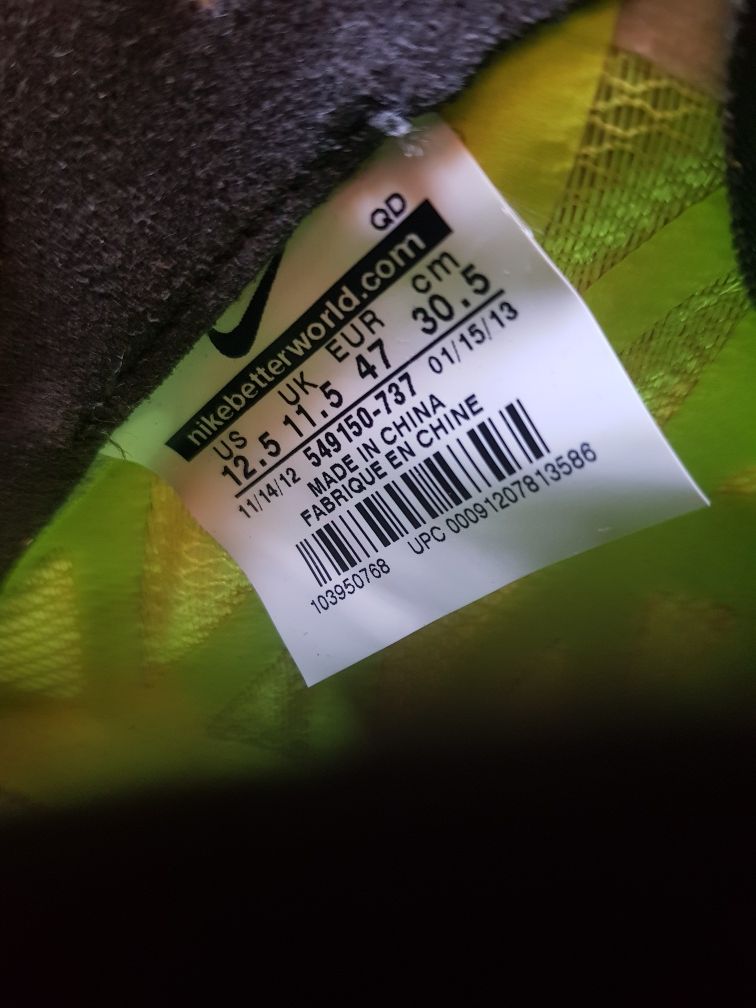 QD
nikebetterworld.com
US UK EUR cm
12.5 11.5 47 30.5
11/14/12 549150-737 01/15/13
MADE IN CHINA
FABRIQUE EN CHINE
103950768 UPC 00091207813586